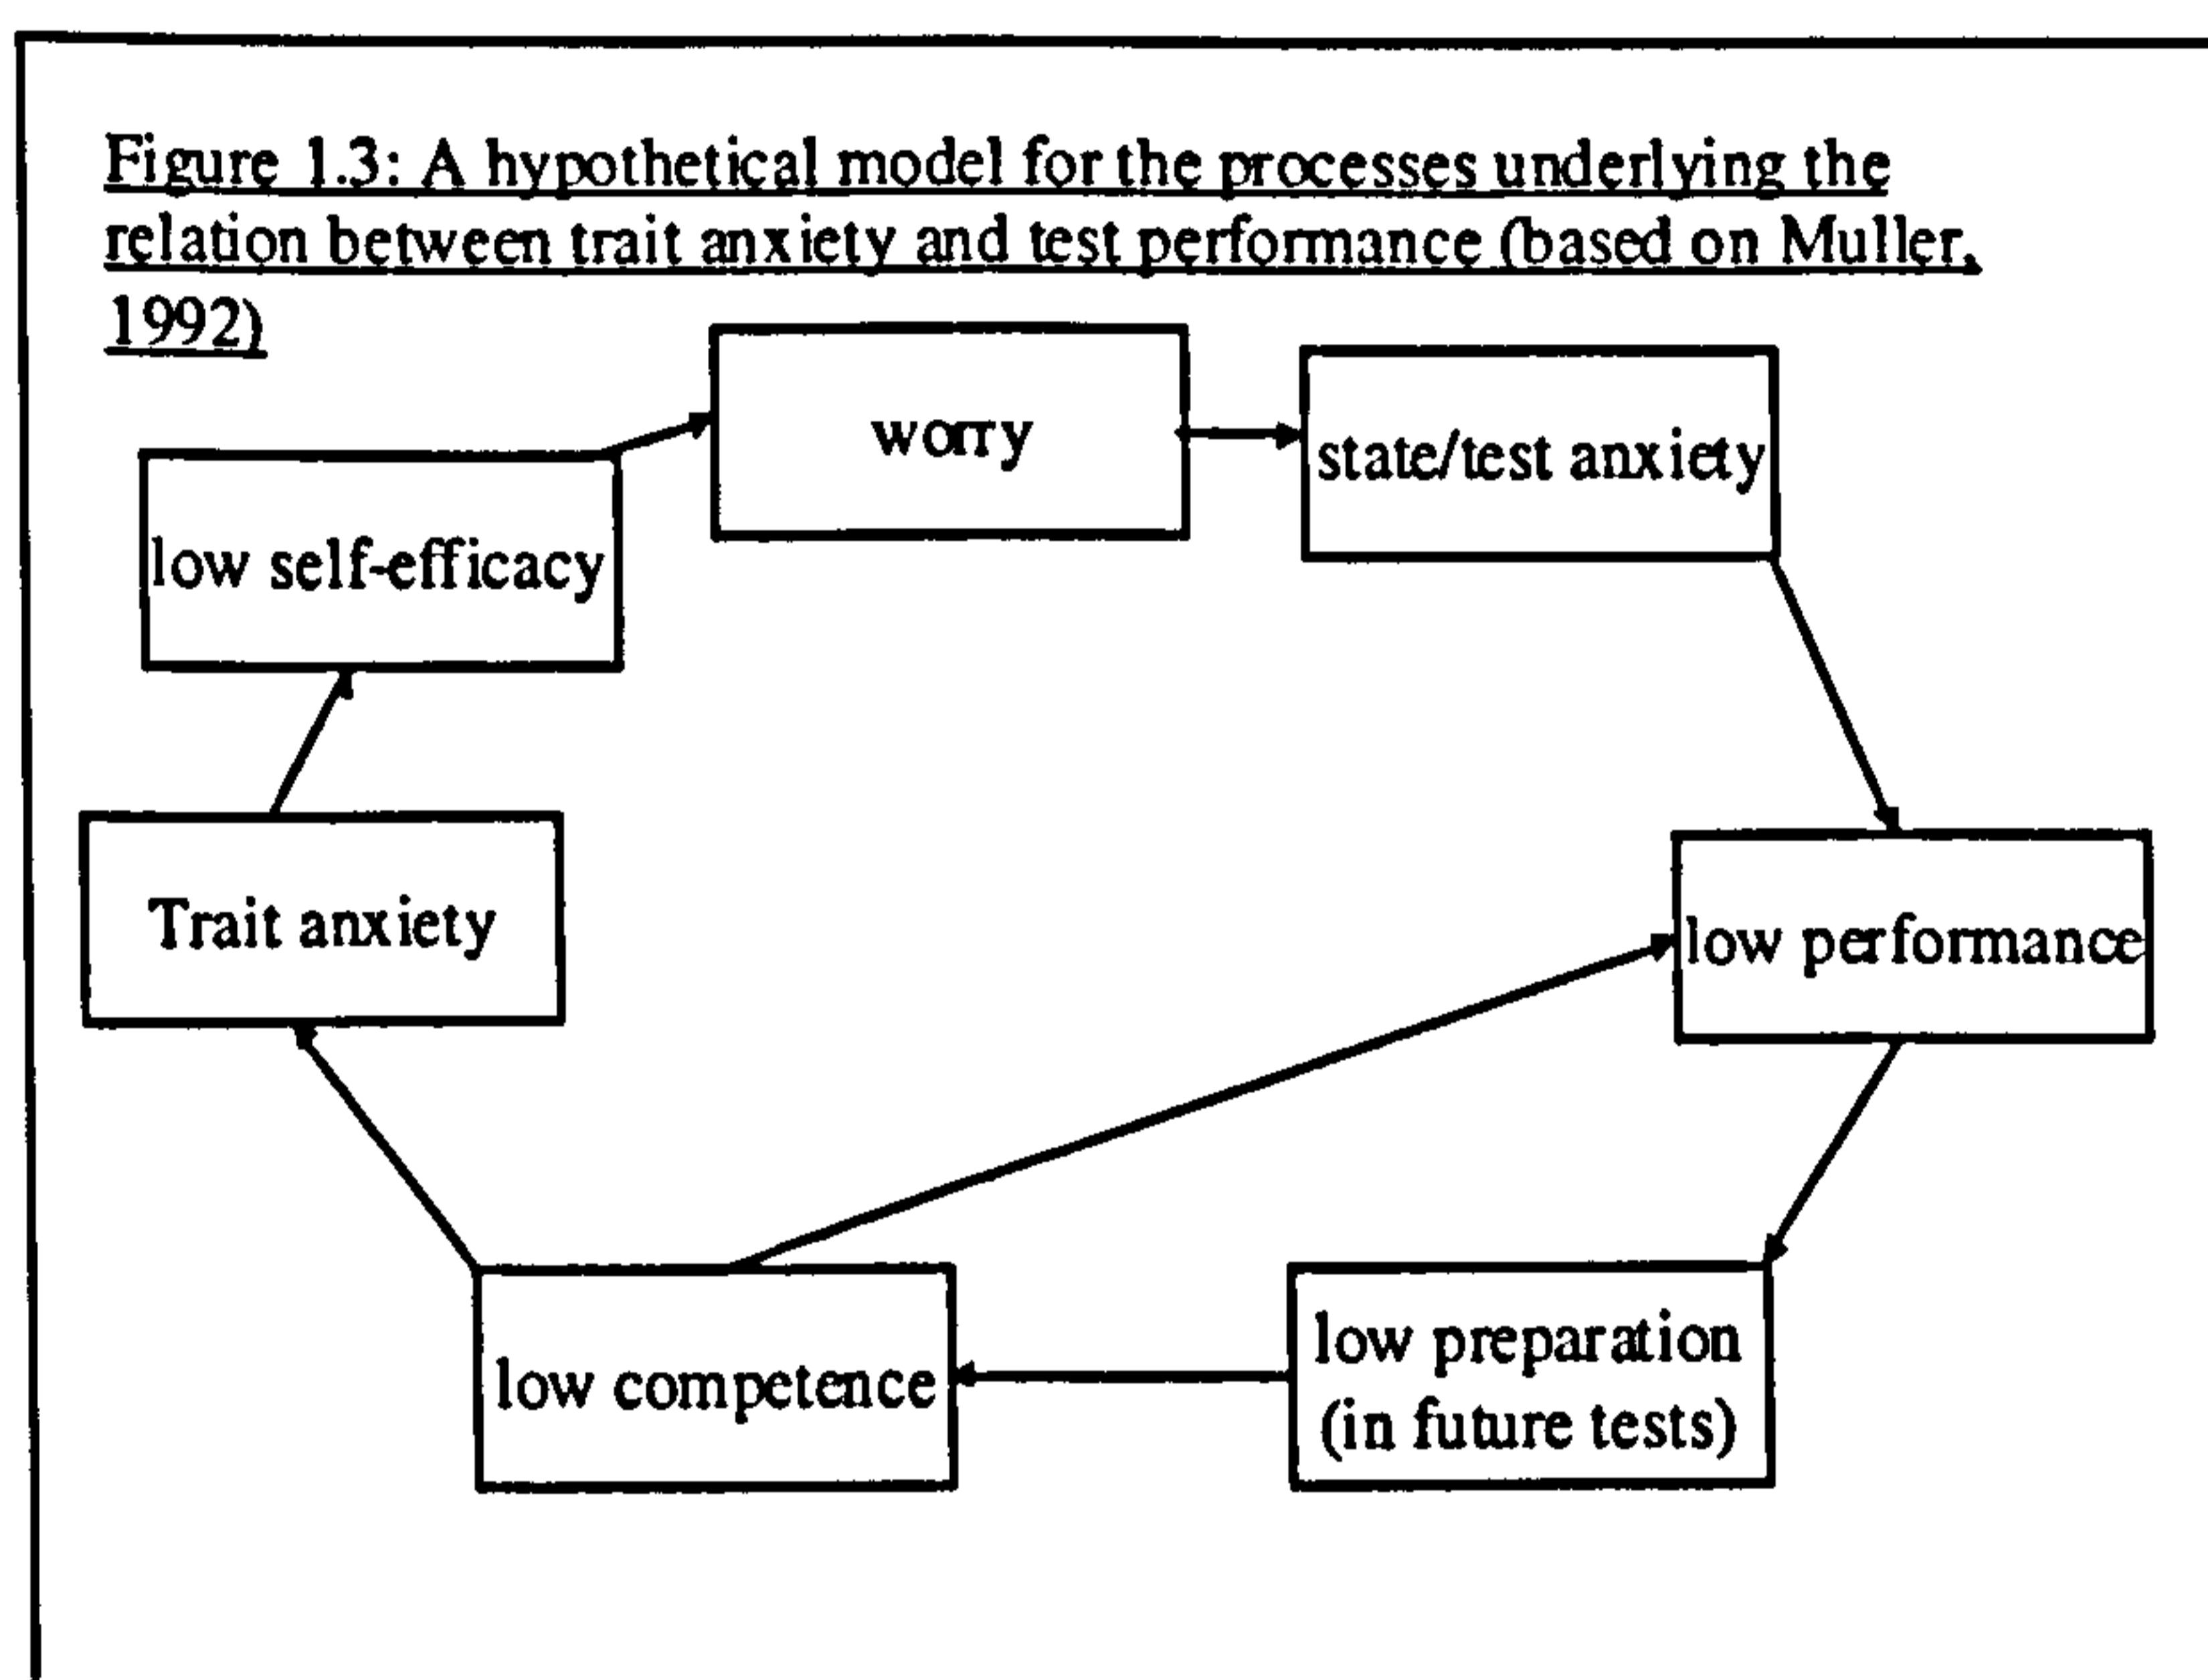 Figure 1.3: A hypothetical model for the processes underlying the
relation between trait anxiety and test performance (based on Muller,
1992)
worry
state/test anxiety
low self-efficacy
Trait anxiety
low performance
low competence
low preparation
(in future tests)